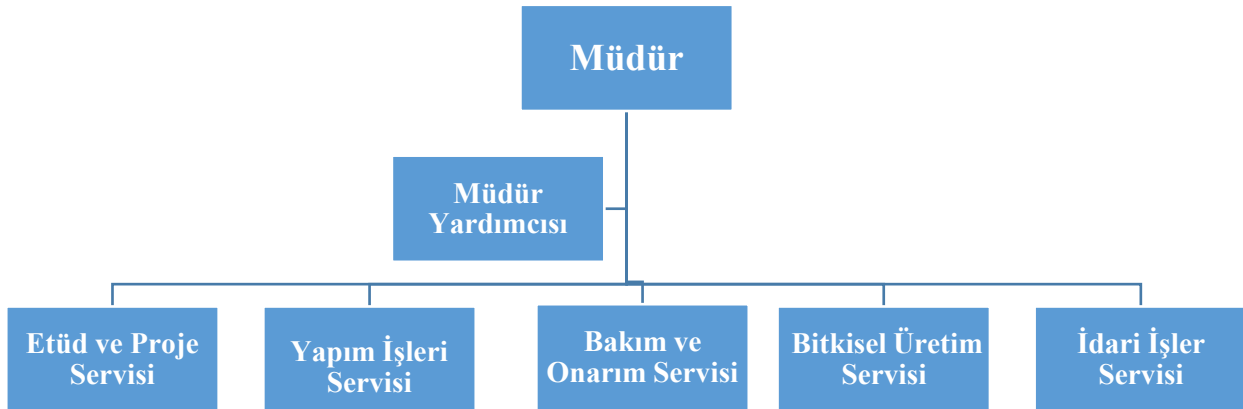 Müdür
Müdür
Yardımcısı
Etüd ve Proje
Servisi
Yapım İşleri
Servisi
Bakım ve
Onarım Servisi
Bitkisel Üretim
Servisi
İdari İşler
Servisi